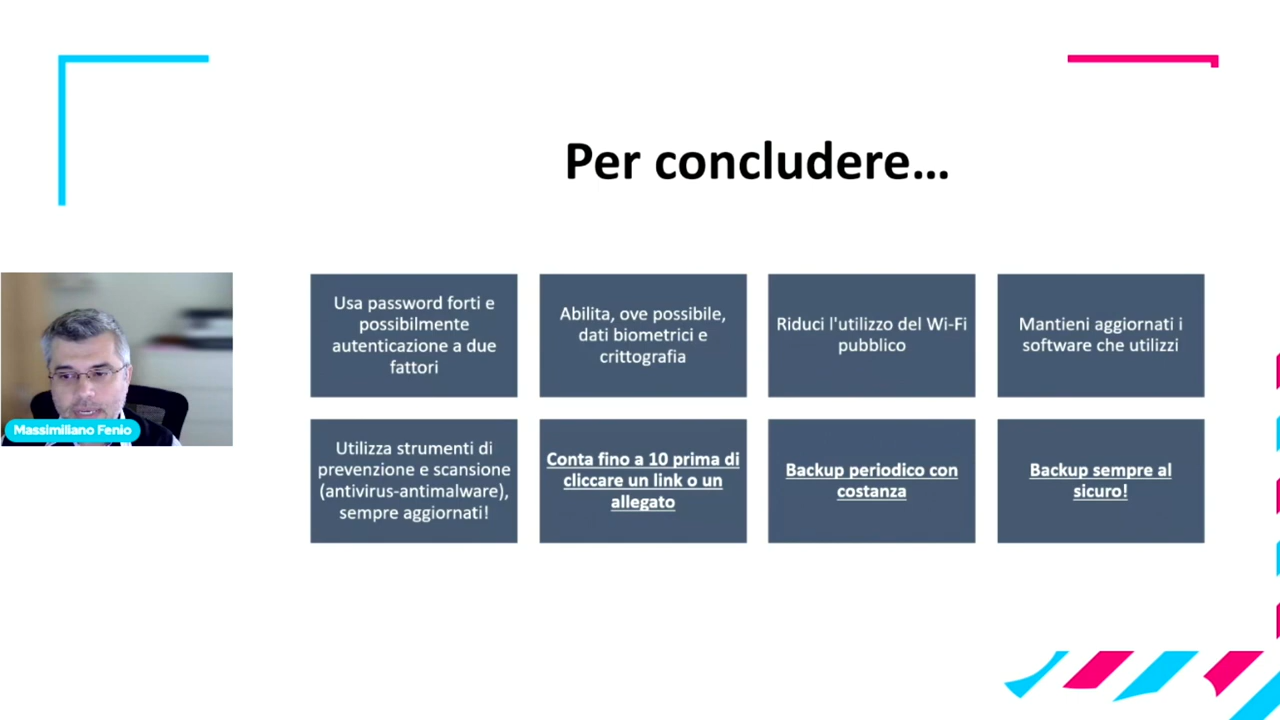 Per concludere...
Massimiliano Fenio
Usa password forti e
possibilmente
autenticazione a due
fattori
Abilita, ove possibile,
dati biometrici e
crittografia
Riduci l'utilizzo del Wi-Fi
pubblico
Mantieni aggiornati i
software che utilizzi
Utilizza strumenti di
prevenzione e scansione
(antivirus-antimalware),
sempre aggiornati!
Conta fino a 10 prima di
cliccare un link o un
allegato
Backup periodico con
costanza
Backup sempre al
sicuro!